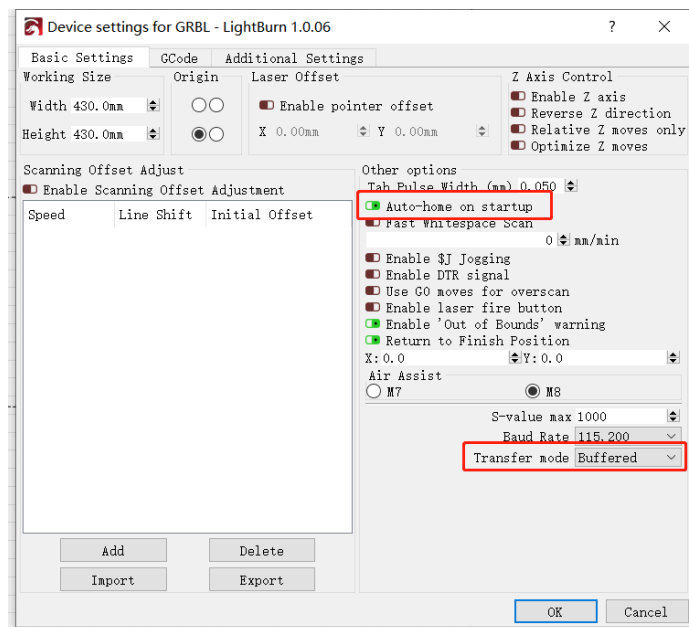 Device settings for GRBL - LightBurn 1.0.06
Basic Settings GCode Additional Settings
Working Size
Width 430.0mm
Height 430.0mm
Origin
Laser Offset
Enable pointer offset
X 0.00mm Y 0.00mm
Z Axis Control
Enable Z axis
Reverse Z direction
Relative Z moves only
Optimize Z moves
Scanning Offset Adjust
Enable Scanning Offset Adjustment
Speed Line Shift Initial Offset
Add Delete
Import Export
Other options
Tab Pulse Width (mm) 0.050
Auto-home on startup
Fast Whitespace Scan
0 mm/min
Enable $J Jogging
Enable DTR signal
Use G0 moves for overscan
Enable laser fire button
Enable 'Out of Bounds' warning
Return to Finish Position
X: 0.0 Y: 0.0
Air Assist
M7 M8
S-value max 1000
Baud Rate 115,200
Transfer mode Buffered
OK Cancel